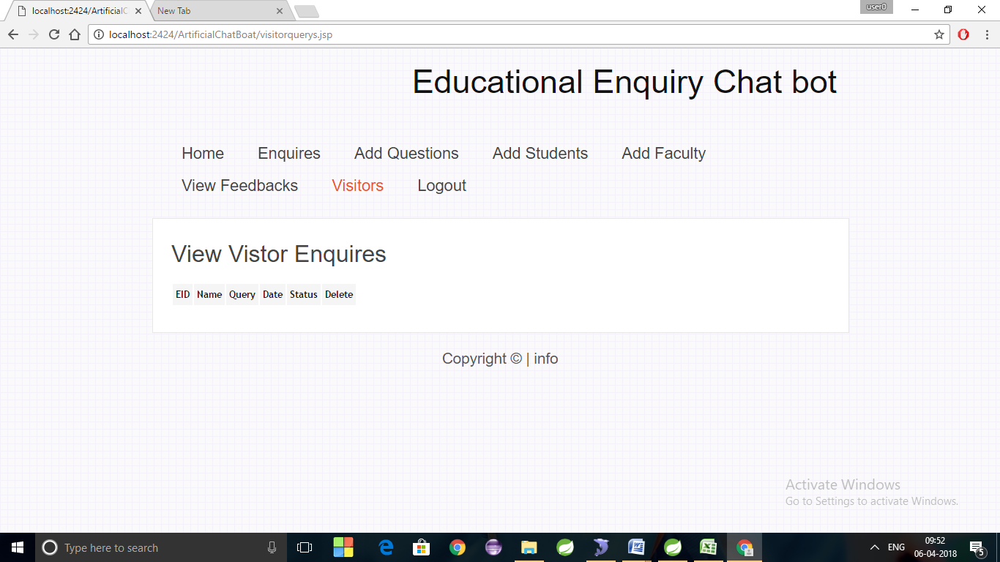 localhost:2424/ArtificialC
New Tab
user0
localhost:2424/ArtificialChatBoat/visitorquerys.jsp
Educational Enquiry Chat bot
Home Enquires Add Questions Add Students Add Faculty
View Feedbacks Visitors Logout
View Vistor Enquires
EID Name Query Date Status Delete
Copyright © | info
Activate Windows
Go to Settings to activate Windows.
Type here to search
ENG
09:52
06-04-2018
5